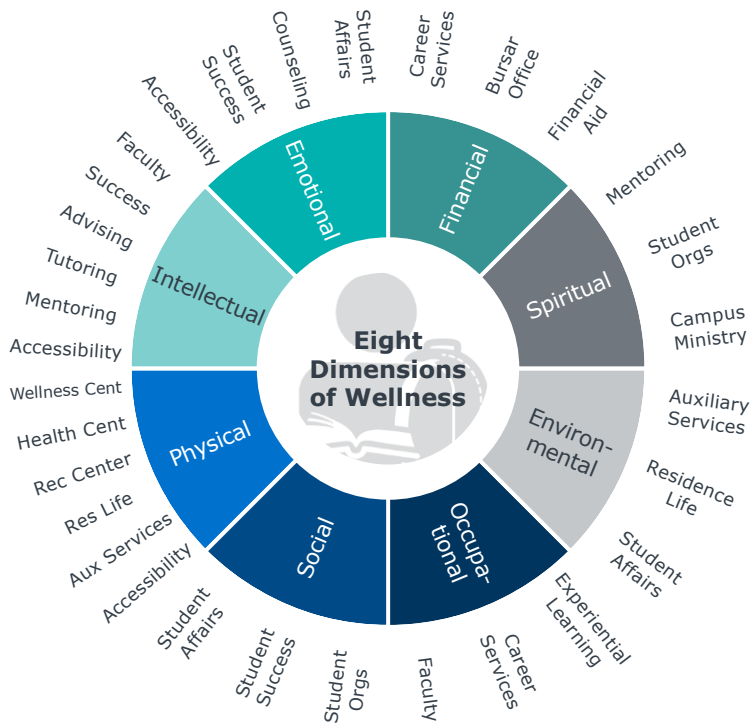 Eight
Dimensions
of Wellness
Emotional
Accessibility
Student
Success
Counseling
Student
Affairs
Financial
Career
Services
Bursar
Office
Financial
Aid
Spiritual
Mentoring
Student
Orgs
Campus
Ministry
Environ-
mental
Auxiliary
Services
Residence
Life
Student
Affairs
Occupa-
tional
Experiential
Learning
Career
Services
Faculty
Social
Student
Orgs
Student
Success
Student
Affairs
Physical
Accessibility
Aux Services
Res Life
Rec Center
Health Cent
Wellness Cent
Intellectual
Accessibility
Mentoring
Tutoring
Advising
Success
Faculty